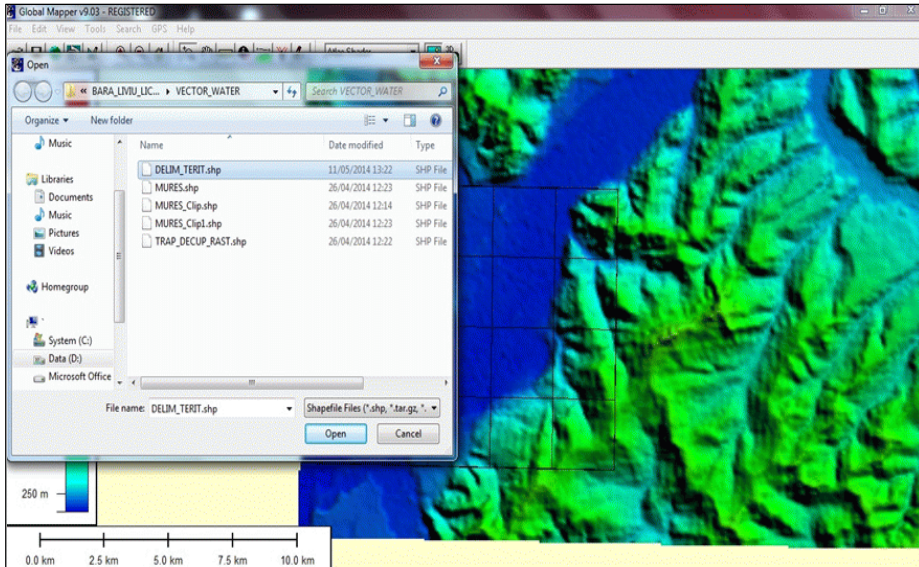 Global Mapper v9.03 - REGISTERED
File Edit View Tools Search GPS Help
Atlas Shader
3D
Open
« BARA_LIVIU_LIC... ▸ VECTOR_WATER
Search VECTOR_WATER
Organize New folder
Name Date modified Type
DELIM_TERIT.shp 11/05/2014 13:22 SHP File
MURES.shp 26/04/2014 12:23 SHP File
MURES_Clip.shp 26/04/2014 12:14 SHP File
MURES_Clip1.shp 26/04/2014 12:23 SHP File
TRAP_DECUP_RAST.shp 26/04/2014 12:22 SHP File
Music
Libraries
Documents
Music
Pictures
Videos
Homegroup
System (C:)
Data (D:)
Microsoft Office
File name: DELIM_TERIT.shp
Shapefile Files (*.shp, *.tar.gz, *.
Open Cancel
250 m
0.0 km 2.5 km 5.0 km 7.5 km 10.0 km